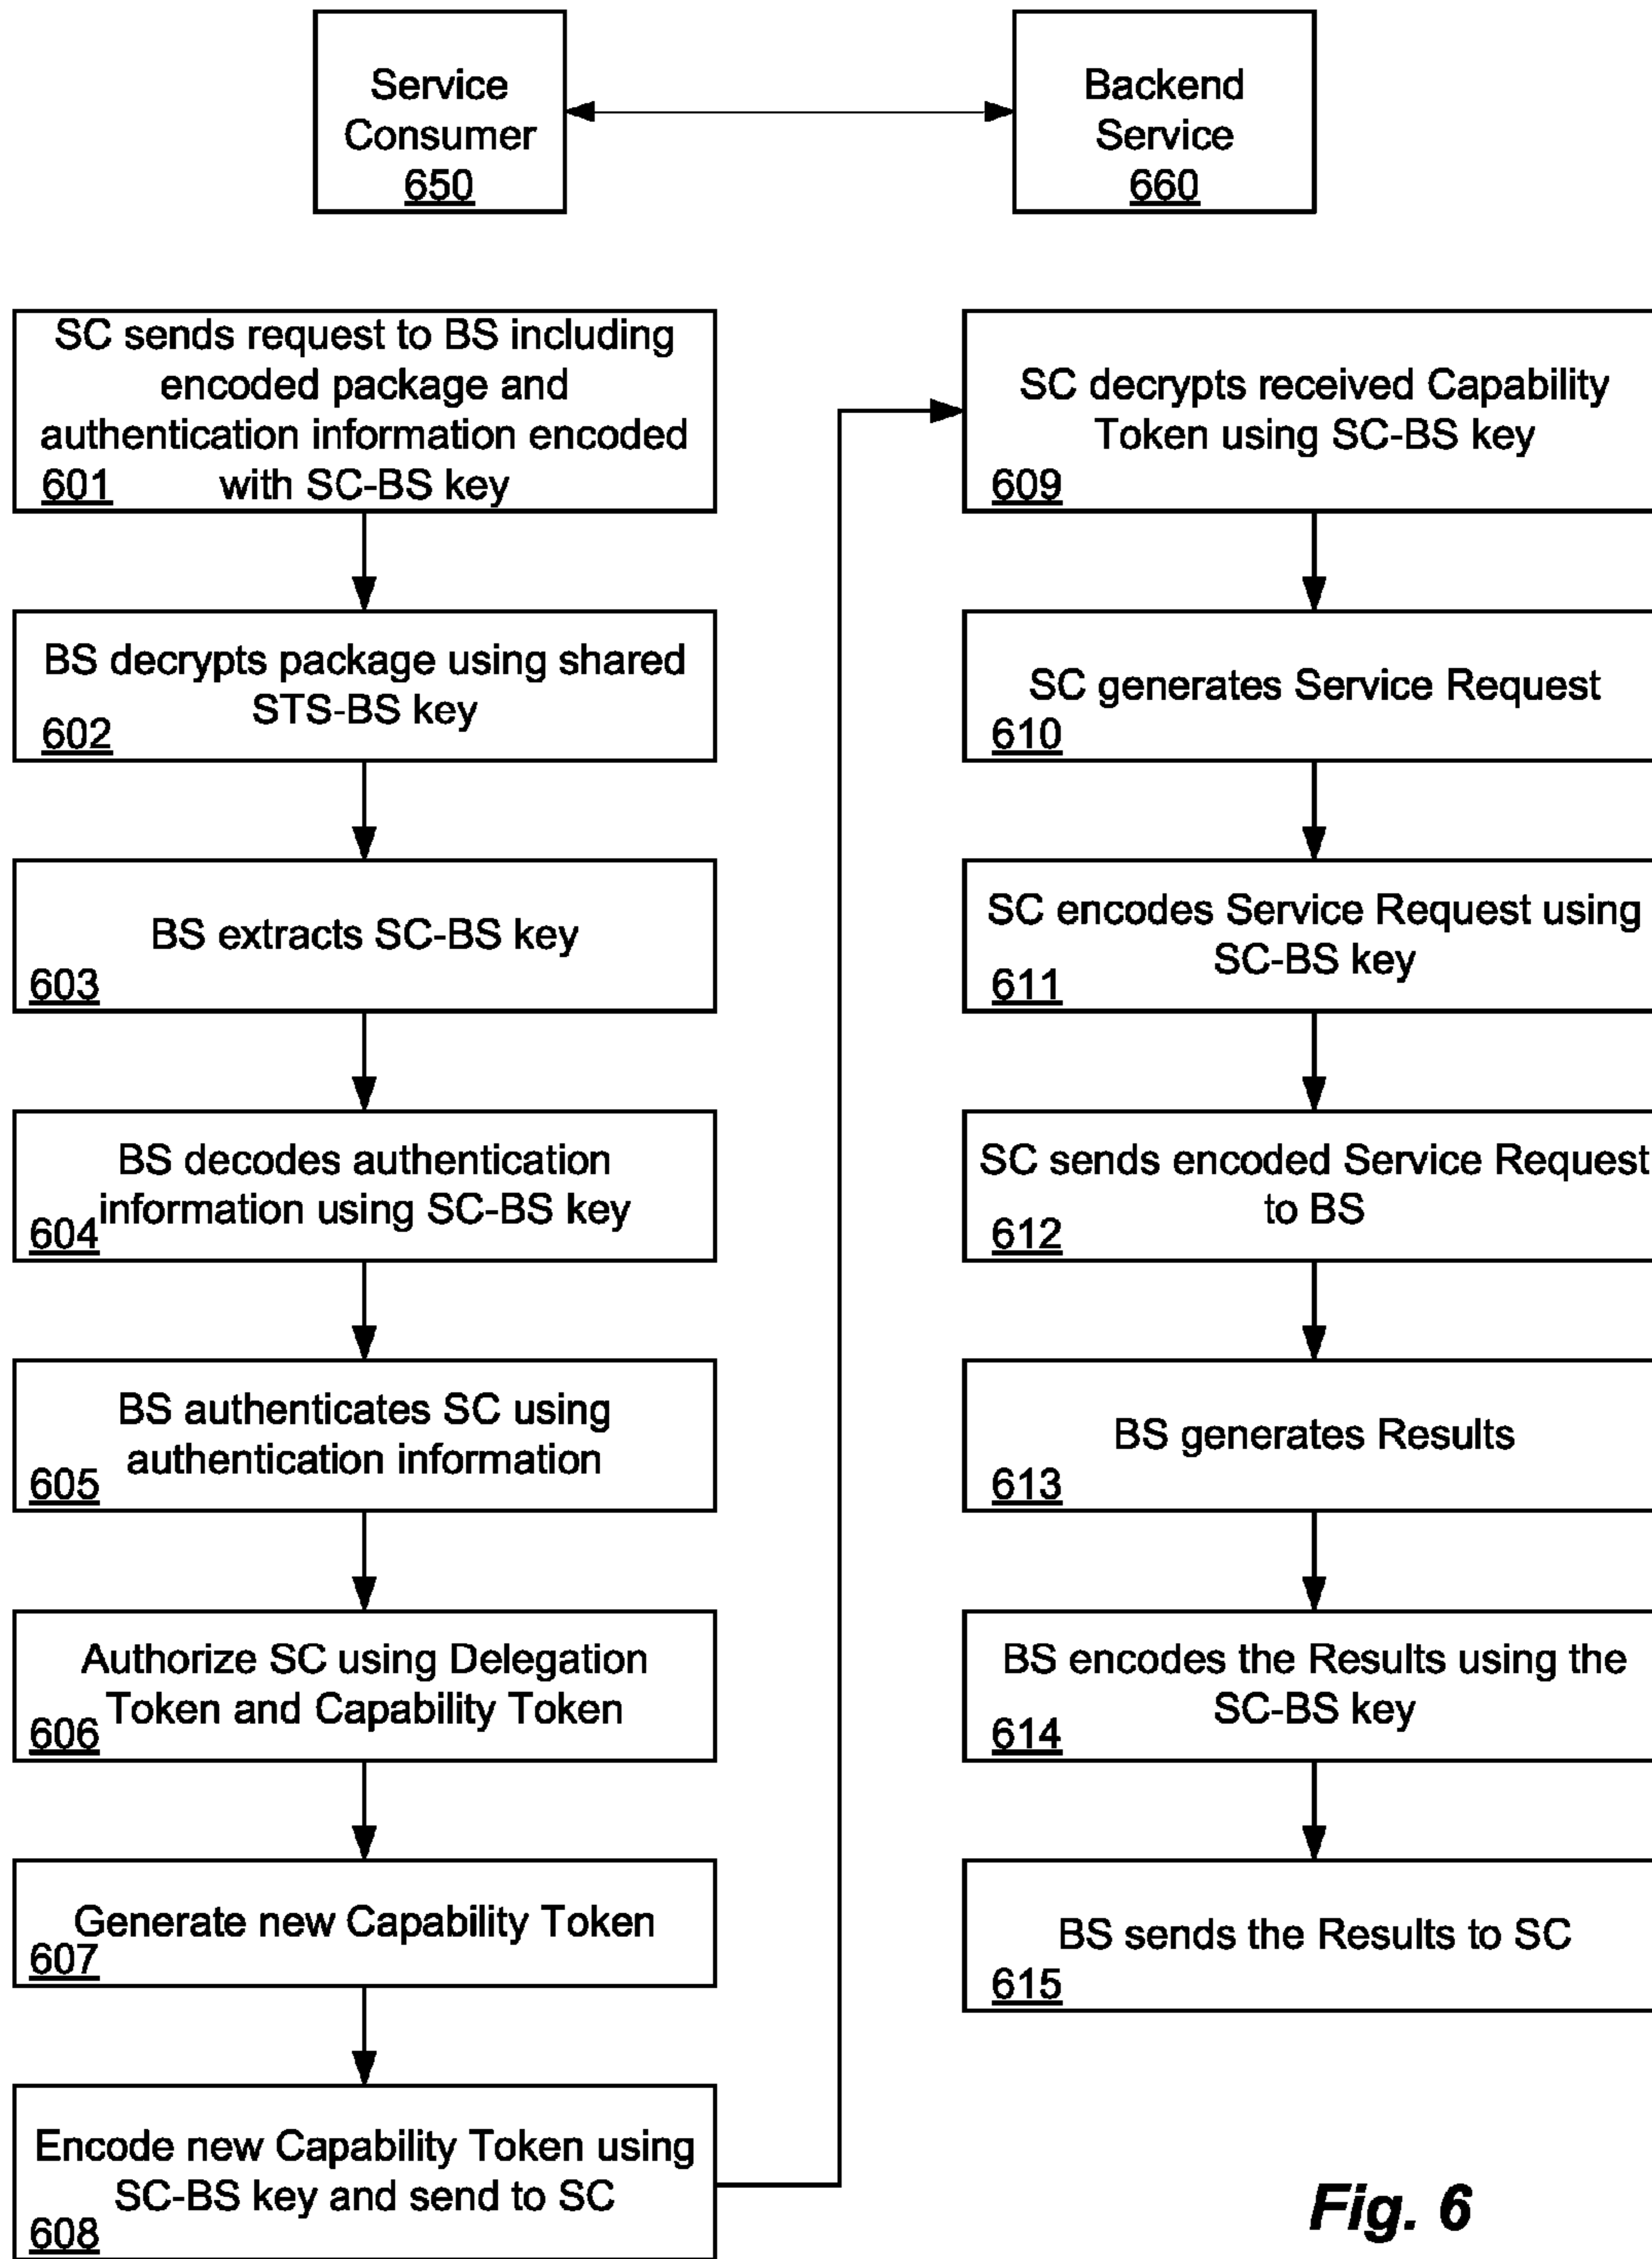 Service
Consumer
650
Backend
Service
660
SC sends request to BS including
encoded package and
authentication information encoded
601 with SC-BS key
BS decrypts package using shared
STS-BS key
602
BS extracts SC-BS key
603
BS decodes authentication
information using SC-BS key
604
BS authenticates SC using
authentication information
605
Authorize SC using Delegation
Token and Capability Token
606
Generate new Capability Token
607
Encode new Capability Token using
SC-BS key and send to SC
608
SC decrypts received Capability
Token using SC-BS key
609
SC generates Service Request
610
SC encodes Service Request using
SC-BS key
611
SC sends encoded Service Request
to BS
612
BS generates Results
613
BS encodes the Results using the
SC-BS key
614
BS sends the Results to SC
615
Fig. 6